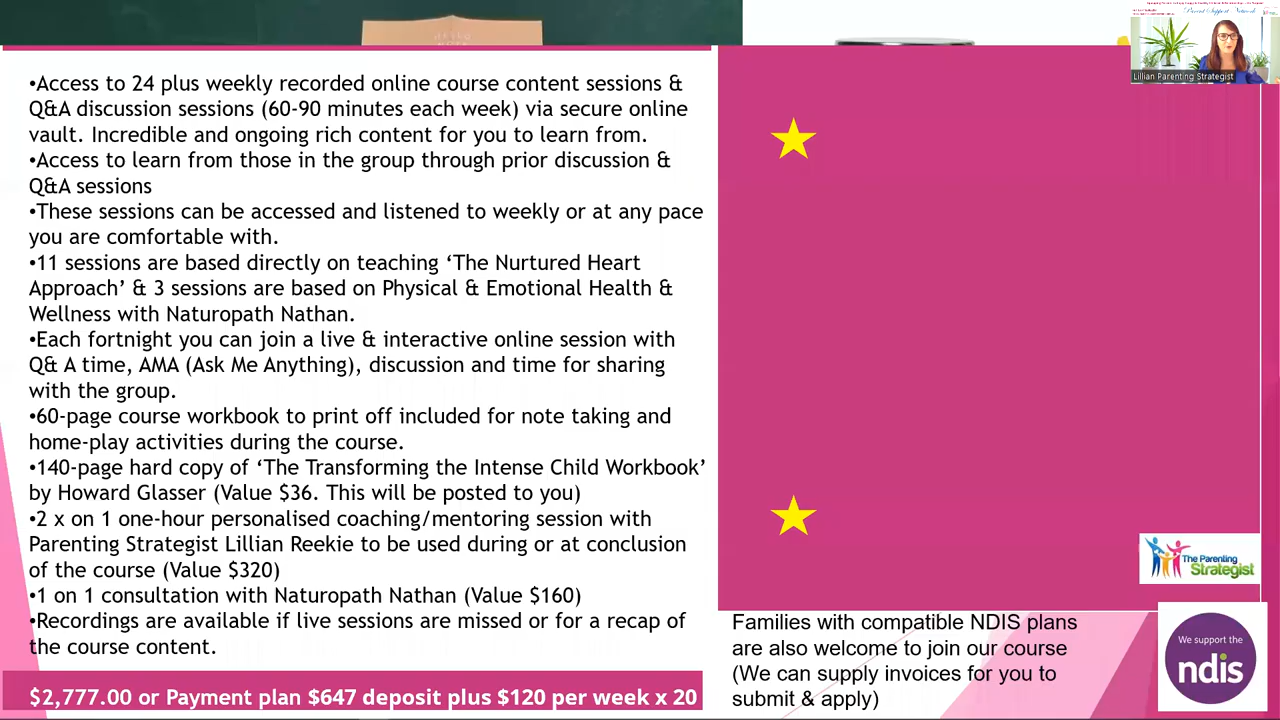 •Access to 24 plus weekly recorded online course content sessions &
Q&A discussion sessions (60-90 minutes each week) via secure online
vault. Incredible and ongoing rich content for you to learn from.
•Access to learn from those in the group through prior discussion &
Q&A sessions
•These sessions can be accessed and listened to weekly or at any pace
you are comfortable with.
•11 sessions are based directly on teaching ‘The Nurtured Heart
Approach’ & 3 sessions are based on Physical & Emotional Health &
Wellness with Naturopath Nathan.
•Each fortnight you can join a live & interactive online session with
Q& A time, AMA (Ask Me Anything), discussion and time for sharing
with the group.
•60-page course workbook to print off included for note taking and
home-play activities during the course.
•140-page hard copy of ‘The Transforming the Intense Child Workbook’
by Howard Glasser (Value $36. This will be posted to you)
•2 x on 1 one-hour personalised coaching/mentoring session with
Parenting Strategist Lillian Reekie to be used during or at conclusion
of the course (Value $320)
•1 on 1 consultation with Naturopath Nathan (Value $160)
•Recordings are available if live sessions are missed or for a recap of
the course content.
$2,777.00 or Payment plan $647 deposit plus $120 per week x 20
Parent Support Network
Lillian Parenting Strategist
The Parenting
Strategist
Families with compatible NDIS plans
are also welcome to join our course
(We can supply invoices for you to
submit & apply)
We support the
ndis